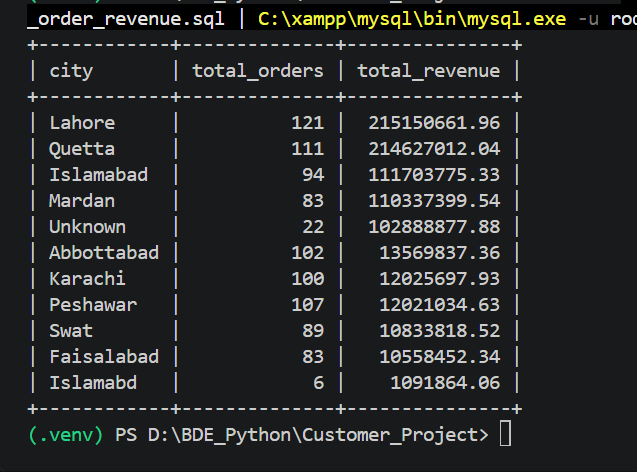 _order_revenue.sql | C:\xampp\mysql\bin\mysql.exe -u
+------------+--------------+---------------+
| city       | total_orders | total_revenue |
+------------+--------------+---------------+
| Lahore     |          121 |  215150661.96 |
| Quetta     |          111 |  214627012.04 |
| Islamabad  |           94 |  111703775.33 |
| Mardan     |           83 |  110337399.54 |
| Unknown    |           22 |  102888877.88 |
| Abbottabad |          102 |   13569837.36 |
| Karachi    |          100 |   12025697.93 |
| Peshawar   |          107 |   12021034.63 |
| Swat       |           89 |   10833818.52 |
| Faisalabad |           83 |   10558452.34 |
| Islamabd   |            6 |    1091864.06 |
+------------+--------------+---------------+
(.venv) PS D:\BDE_Python\Customer_Project>